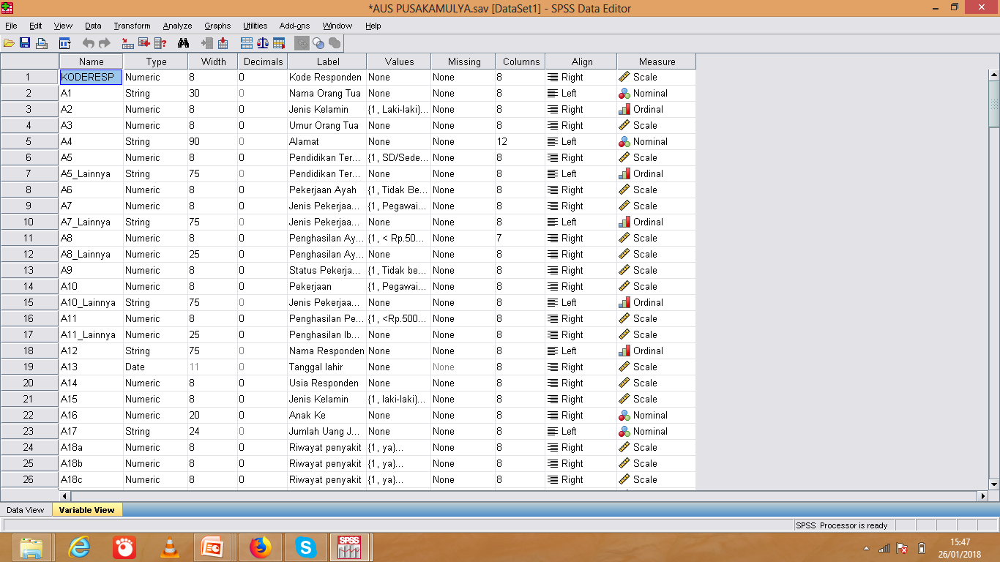 *AUS PUSAKAMULYA.sav [DataSet1] - SPSS Data Editor
File Edit View Data Transform Analyze Graphs Utilities Add-ons Window Help
Name Type Width Decimals Label Values Missing Columns Align Measure
1 KODERESP Numeric 8 0 Kode Responden None None 8 Right Scale
2 A1 String 30 0 Nama Orang Tua None None 8 Left Nominal
3 A2 Numeric 8 0 Jenis Kelamin {1, Laki-laki}... None 8 Right Ordinal
4 A3 Numeric 8 0 Umur Orang Tua None None 8 Right Scale
5 A4 String 90 0 Alamat None None 12 Left Nominal
6 A5 Numeric 8 0 Pendidikan Ter... {1, SD/Sede... None 8 Right Scale
7 A5_Lainnya String 75 0 Pendidikan Ter... None None 8 Left Ordinal
8 A6 Numeric 8 0 Pekerjaan Ayah {1, Tidak Be... None 8 Right Scale
9 A7 Numeric 8 0 Jenis Pekerjaa... {1, Pegawai... None 8 Right Scale
10 A7_Lainnya String 75 0 Jenis Pekerjaa... None None 8 Left Ordinal
11 A8 Numeric 8 0 Penghasilan Ay... {1, < Rp.50... None 7 Right Scale
12 A8_Lainnya Numeric 25 0 Penghasilan Ay... None None 8 Right Scale
13 A9 Numeric 8 0 Status Pekerja... {1, Tidak be... None 8 Right Scale
14 A10 Numeric 8 0 Pekerjaan {1, Pegawai... None 8 Right Scale
15 A10_Lainnya String 75 0 Jenis Pekerjaa... None None 8 Left Ordinal
16 A11 Numeric 8 0 Penghasilan Pe... {1, <Rp.500... None 8 Right Scale
17 A11_Lainnya Numeric 25 0 Penghasilan Ib... None None 8 Right Scale
18 A12 String 75 0 Nama Responden None None 8 Left Ordinal
19 A13 Date 11 0 Tanggal lahir None None 8 Right Scale
20 A14 Numeric 8 0 Usia Responden None None 8 Right Scale
21 A15 Numeric 8 0 Jenis Kelamin {1, laki-laki}... None 8 Right Scale
22 A16 Numeric 20 0 Anak Ke None None 8 Right Nominal
23 A17 String 24 0 Jumlah Uang J... None None 8 Left Nominal
24 A18a Numeric 8 0 Riwayat penyakit {1, ya}... None 8 Right Scale
25 A18b Numeric 8 0 Riwayat penyakit {1, ya}... None 8 Right Scale
26 A18c Numeric 8 0 Riwayat penyakit {1, ya}... None 8 Right Scale
Data View Variable View
SPSS Processor is ready
SPSS
15:47
26/01/2018